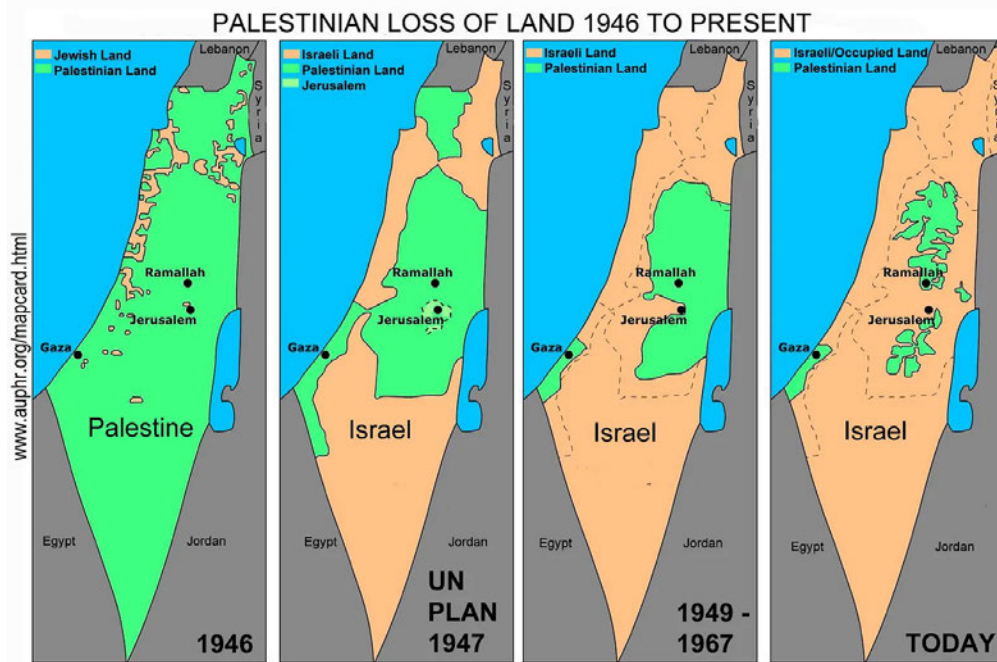 PALESTINIAN LOSS OF LAND 1946 TO PRESENT
www.auphr.org/mapcard.html
Jewish Land
Palestinian Land
Lebanon
Syria
Ramallah
Jerusalem
Gaza
Palestine
Egypt
Jordan
1946
Israeli Land
Palestinian Land
Jerusalem
Lebanon
Syria
Ramallah
Jerusalem
Gaza
Israel
Egypt
Jordan
UN
PLAN
1947
Israeli Land
Palestinian Land
Lebanon
Syria
Ramallah
Jerusalem
Gaza
Israel
Egypt
Jordan
1949 -
1967
Israeli/Occupied Land
Palestinian Land
Lebanon
Syria
Ramallah
Jerusalem
Gaza
Israel
Egypt
Jordan
TODAY